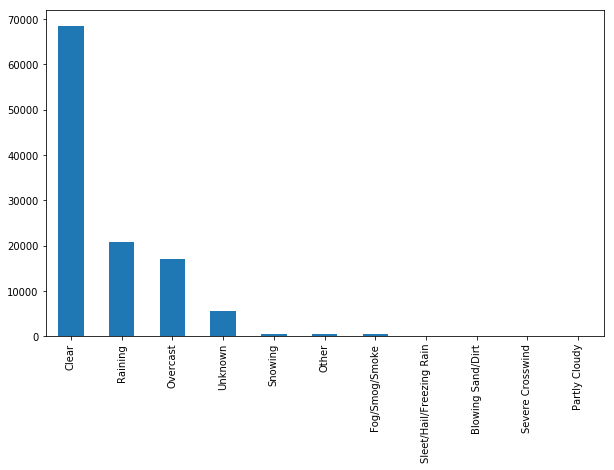 70000
60000
50000
40000
30000
20000
10000
0
Clear
Raining
Overcast
Unknown
Snowing
Other
Fog/Smog/Smoke
Sleet/Hail/Freezing Rain
Blowing Sand/Dirt
Severe Crosswind
Partly Cloudy